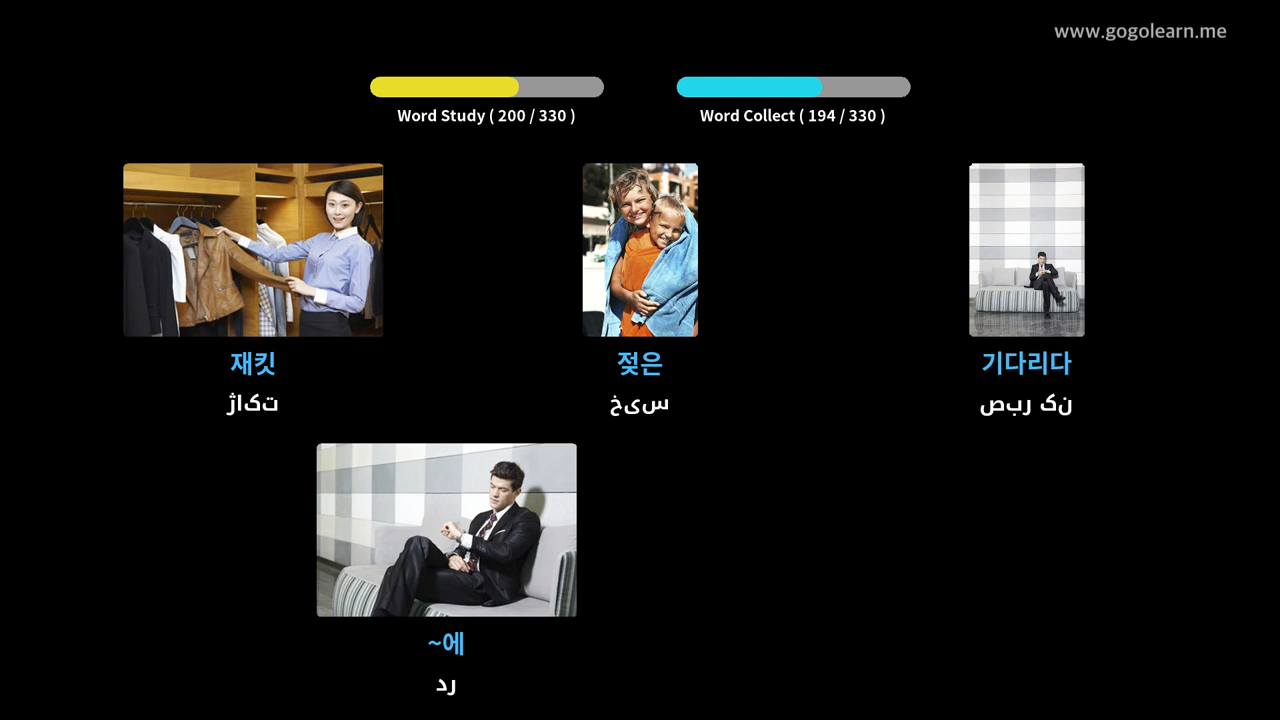 www.gogolearn.me
Word Study ( 200 / 330 )
Word Collect ( 194 / 330 )
재킷
تکاژ
젖은
سیخ
기다리다
نک ربص
~에
رد